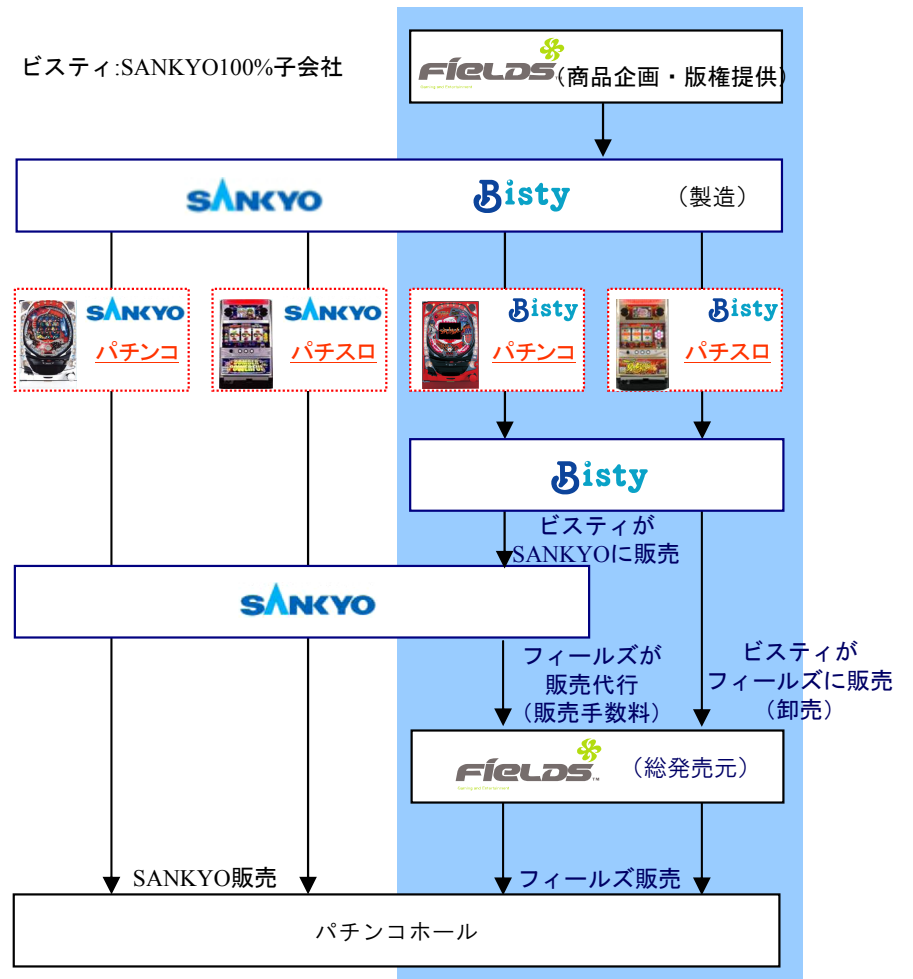 ビスティ:SANKYO100%子会社
FIELDS
(商品企画・版権提供)
SANKYO
Bisty
（製造）
SANKYO
パチンコ
SANKYO
パチスロ
Bisty
パチンコ
Bisty
パチスロ
Bisty
ビスティが
SANKYOに販売
SANKYO
フィールズが
販売代行
（販売手数料）
ビスティが
フィールズに販売
（卸売）
FIELDS
TM
（総発売元）
SANKYO販売
フィールズ販売
パチンコホール